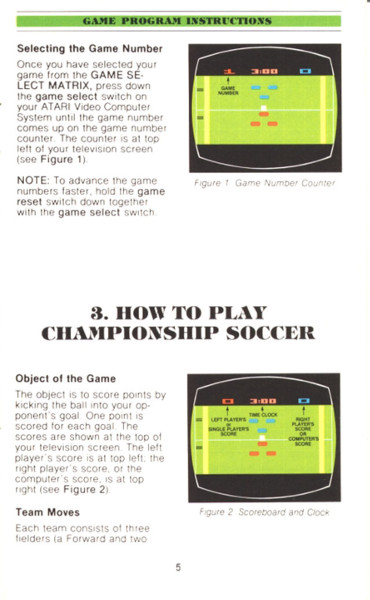 GAME PROGRAM INSTRUCTIONS
Selecting the Game Number
Once you have selected your
game from the GAME SE-
LECT MATRIX, press down
the game select switch on
your ATARI Video Computer
System until the game number
comes up on the game number
counter. The counter is at top
left of your television screen
(see Figure 1).
NOTE: To advance the game
numbers faster, hold the game
reset switch down together
with the game select switch.
1 3:00 0
GAME
NUMBER
Figure 1 Game Number Counter
3. HOW TO PLAY
CHAMPIONSHIP SOCCER
Object of the Game
The object is to score points by
kicking the ball into your op-
ponent's goal. One point is
scored for each goal. The
scores are shown at the top of
your television screen. The left
player's score is at top left; the
right player's score, or the
computer's score, is at top
right (see Figure 2).
Team Moves
Each team consists of three
fielders (a Forward and two
0 3:00 0
TIME CLOCK
LEFT PLAYER'S
or
SINGLE PLAYER'S
SCORE
RIGHT
PLAYER'S
SCORE
OR
COMPUTER'S
SCORE
Figure 2 Scoreboard and Clock
5